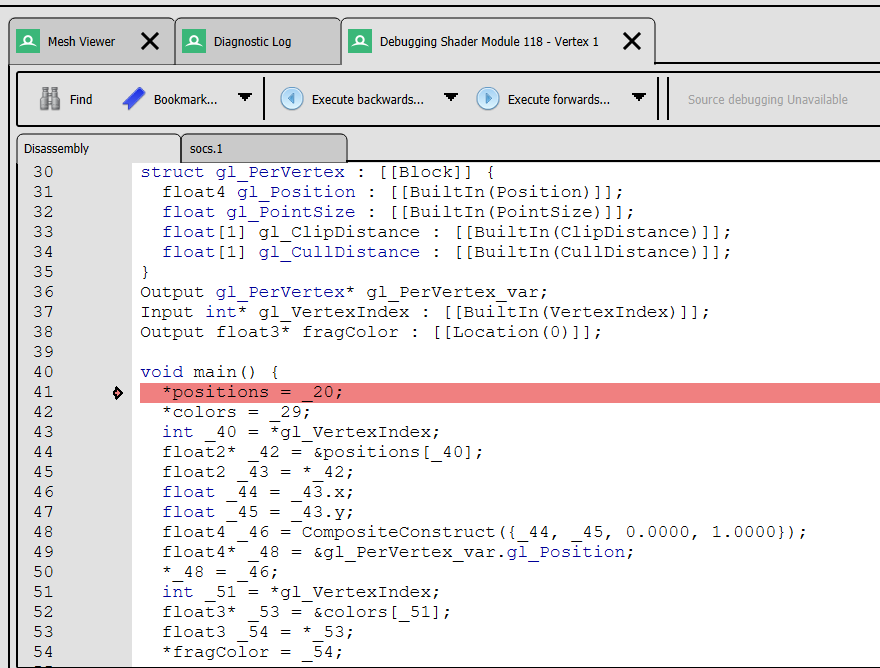 Mesh Viewer Diagnostic Log Debugging Shader Module 118 - Vertex 1
Find Bookmark... Execute backwards... Execute forwards... Source debugging Unavailable
Disassembly socs.1
30 struct gl_PerVertex : [[Block]] {
31 float4 gl_Position : [[BuiltIn(Position)]];
32 float gl_PointSize : [[BuiltIn(PointSize)]];
33 float[1] gl_ClipDistance : [[BuiltIn(ClipDistance)]];
34 float[1] gl_CullDistance : [[BuiltIn(CullDistance)]];
35 }
36 Output gl_PerVertex* gl_PerVertex_var;
37 Input int* gl_VertexIndex : [[BuiltIn(VertexIndex)]];
38 Output float3* fragColor : [[Location(0)]];
39
40 void main() {
41 *positions = _20;
42 *colors = _29;
43 int _40 = *gl_VertexIndex;
44 float2* _42 = &positions[_40];
45 float2 _43 = *_42;
46 float _44 = _43.x;
47 float _45 = _43.y;
48 float4 _46 = CompositeConstruct({_44, _45, 0.0000, 1.0000});
49 float4* _48 = &gl_PerVertex_var.gl_Position;
50 *_48 = _46;
51 int _51 = *gl_VertexIndex;
52 float3* _53 = &colors[_51];
53 float3 _54 = *_53;
54 *fragColor = _54;